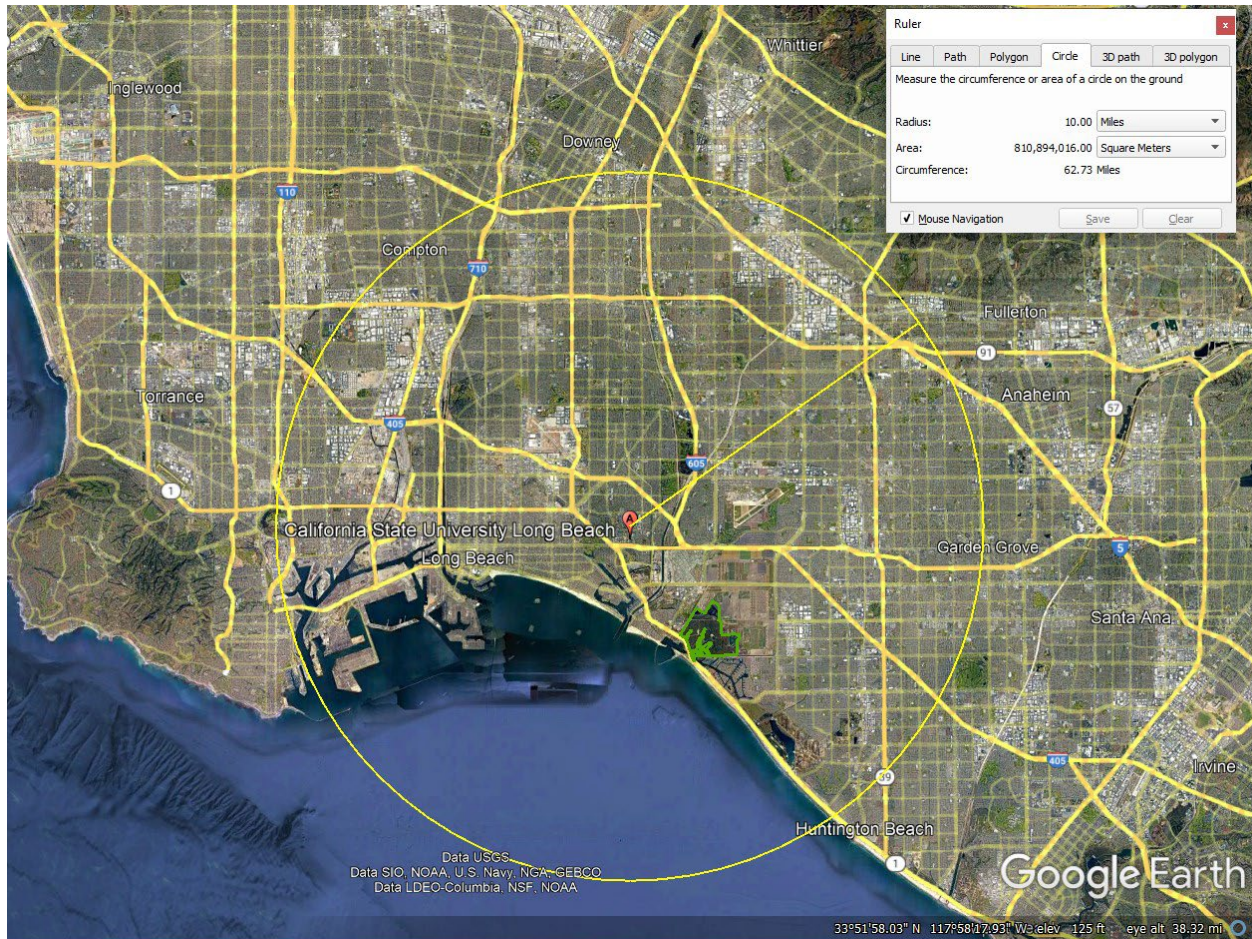 Ruler
x
Line Path Polygon Circle 3D path 3D polygon
Measure the circumference or area of a circle on the ground
Radius: 10.00 Miles
Area: 810,894,016.00 Square Meters
Circumference: 62.73 Miles
Mouse Navigation Save Clear
Whittier
Inglewood
Downey
110
Compton
710
Fullerton
91
Torrance
Anaheim
57
405
605
1
A
California State University Long Beach
Long Beach
Garden Grove
5
Santa Ana
405
Irvine
39
Huntington Beach
1
Data USGS
Data SIO, NOAA, U.S. Navy, NGA, GEBCO
Data LDEO-Columbia, NSF, NOAA
Google Earth
33°51'58.03" N 117°58'17.93" W elev 125 ft eye alt 38.32 mi